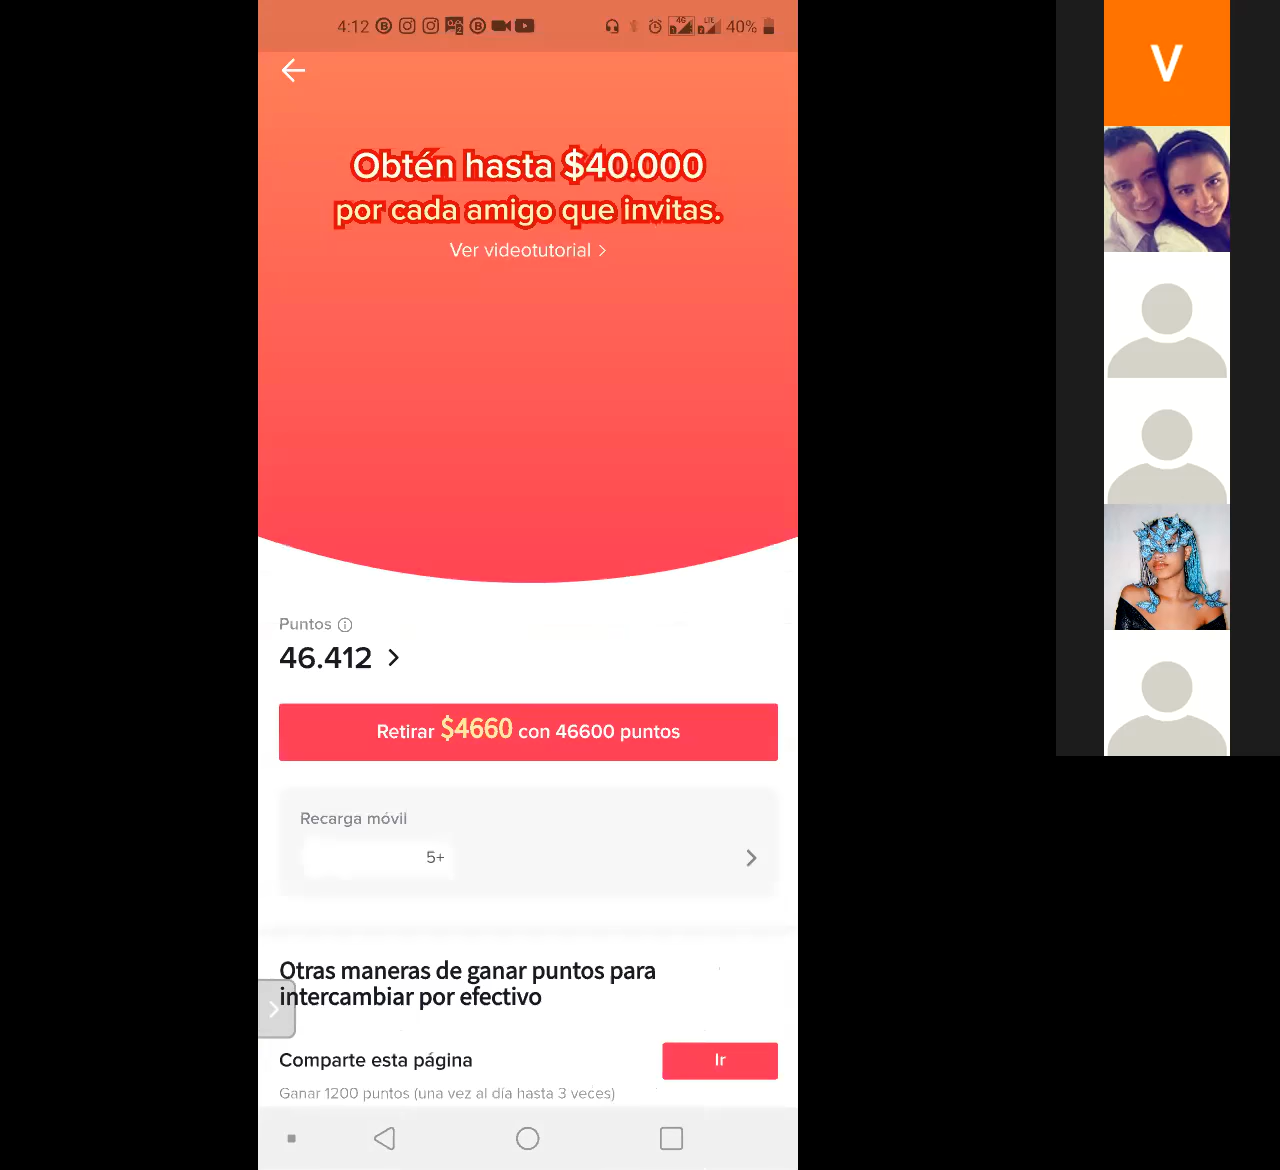 4:12
4G
LTE
40%
V
Obtén hasta $40.000
por cada amigo que invitas.
Ver videotutorial >
Puntos
46.412 >
Retirar $4660 con 46600 puntos
Recarga móvil
5+
Otras maneras de ganar puntos para
intercambiar por efectivo
Comparte esta página
Ir
Ganar 1200 puntos (una vez al día hasta 3 veces)